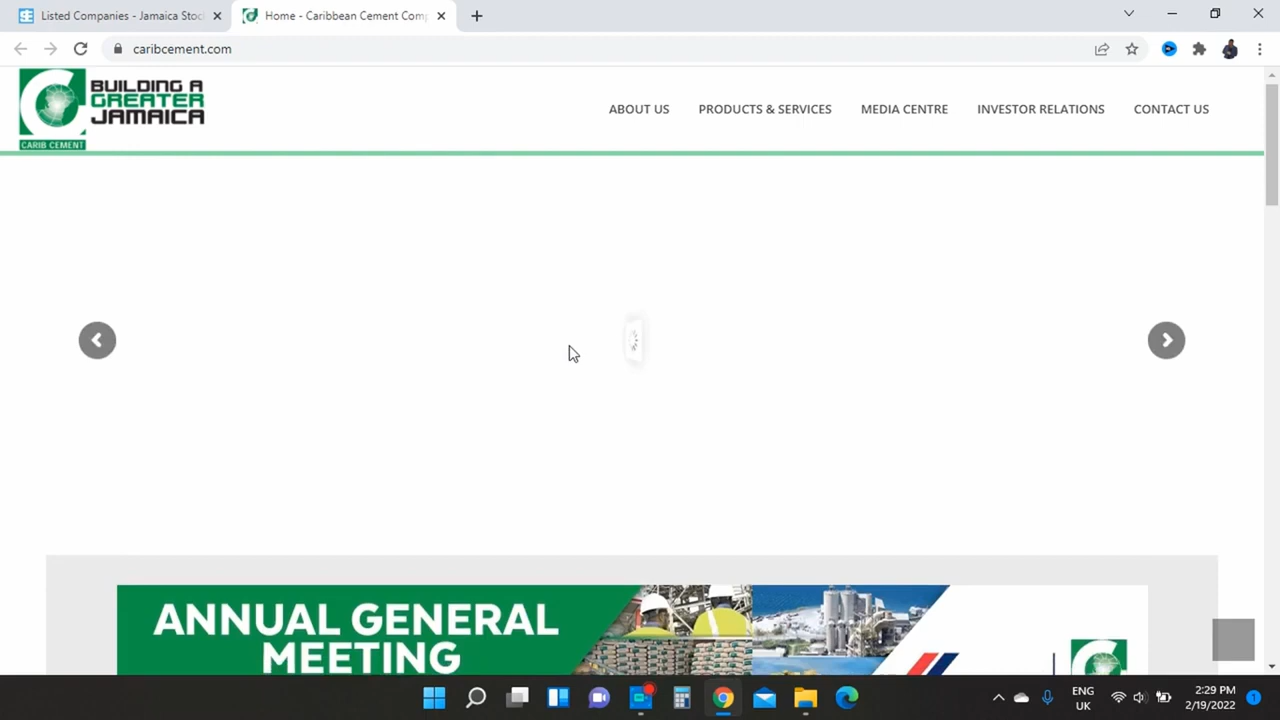 Listed Companies - Jamaica Stoc
Home - Caribbean Cement Comp
caribcement.com
BUILDING A
GREATER
JAMAICA
CARIB CEMENT
ABOUT US
PRODUCTS & SERVICES
MEDIA CENTRE
INVESTOR RELATIONS
CONTACT US
ANNUAL GENERAL
MEETING
ENG
UK
2:29 PM
2/19/2022
1